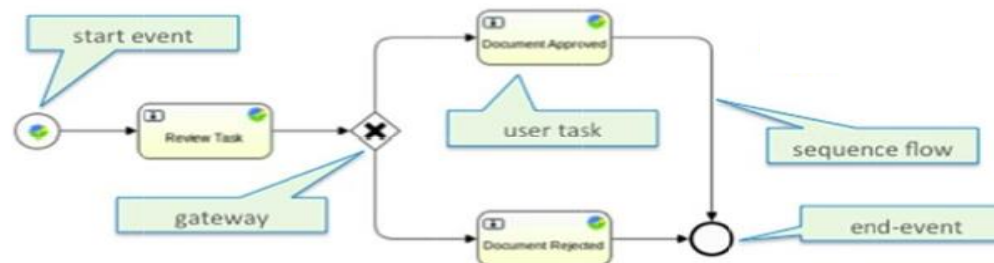 start event
Document Approved
Review Task
user task
sequence flow
gateway
Document Rejected
end-event